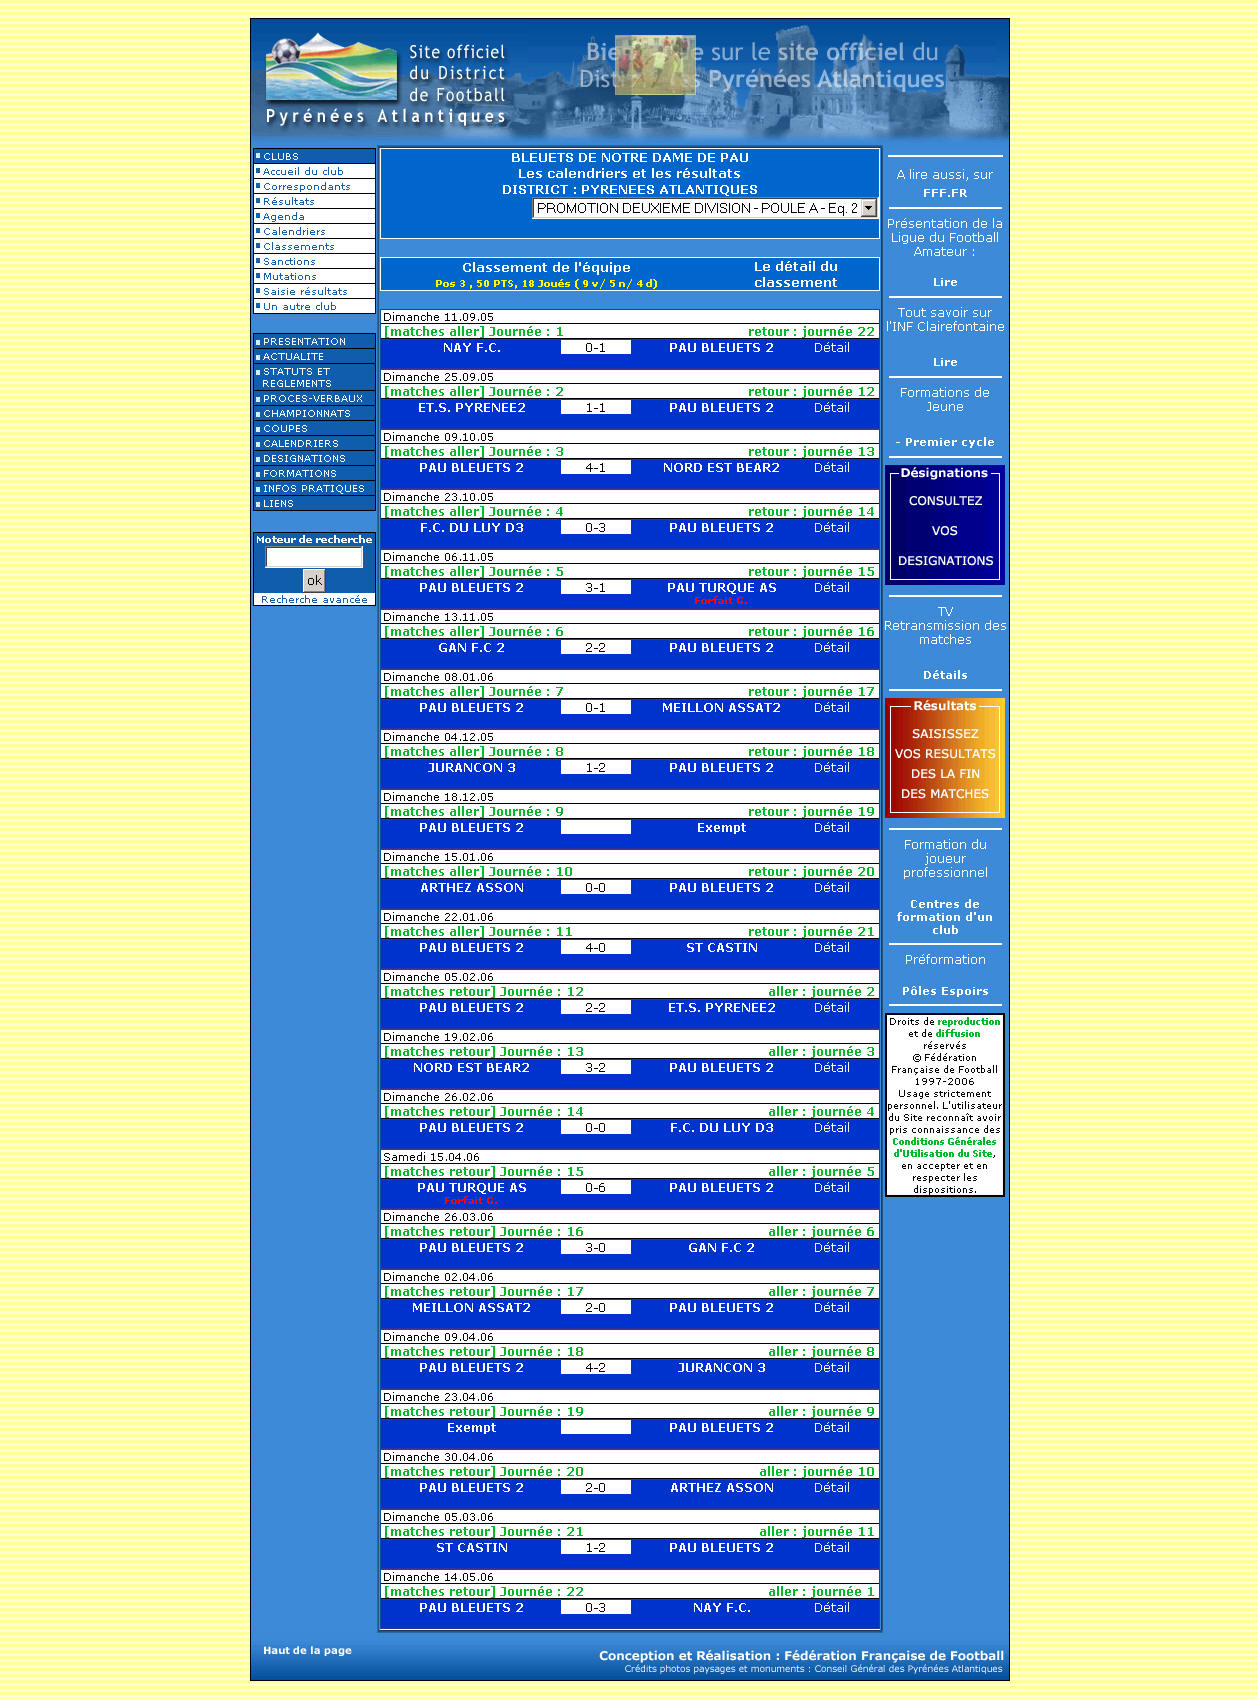 Site officiel
du District
de Football
Pyrénées Atlantiques
sur le site officiel du
Pyrénées Atlantiques
CLUBS
Accueil du club
Correspondants
Résultats
Agenda
Calendriers
Classements
Sanctions
Mutations
Saisie résultats
Un autre club
PRESENTATION
ACTUALITE
STATUTS ET
REGLEMENTS
PROCES-VERBAUX
CHAMPIONNATS
COUPES
CALENDRIERS
DESIGNATIONS
FORMATIONS
INFOS PRATIQUES
LIENS
Moteur de recherche
ok
Recherche avancée
BLEUETS DE NOTRE DAME DE PAU
Les calendriers et les résultats
DISTRICT : PYRENEES ATLANTIQUES
PROMOTION DEUXIEME DIVISION - POULE A - Eq. 2
Classement de l'équipe
Pos 3 , 50 PTS, 18 Joués ( 9 v/ 5 n/ 4 d)
Le détail du
classement
Dimanche 11.09.05
[matches aller] Journée : 1 retour : journée 22
NAY F.C. 0-1 PAU BLEUETS 2 Détail
Dimanche 25.09.05
[matches aller] Journée : 2 retour : journée 12
ET.S. PYRENEE2 1-1 PAU BLEUETS 2 Détail
Dimanche 09.10.05
[matches aller] Journée : 3 retour : journée 13
PAU BLEUETS 2 4-1 NORD EST BEAR2 Détail
Dimanche 23.10.05
[matches aller] Journée : 4 retour : journée 14
F.C. DU LUY D3 0-3 PAU BLEUETS 2 Détail
Dimanche 06.11.05
[matches aller] Journée : 5 retour : journée 15
PAU BLEUETS 2 3-1 PAU TURQUE AS Détail
Forfait G.
Dimanche 13.11.05
[matches aller] Journée : 6 retour : journée 16
GAN F.C 2 2-2 PAU BLEUETS 2 Détail
Dimanche 08.01.06
[matches aller] Journée : 7 retour : journée 17
PAU BLEUETS 2 0-1 MEILLON ASSAT2 Détail
Dimanche 04.12.05
[matches aller] Journée : 8 retour : journée 18
JURANCON 3 1-2 PAU BLEUETS 2 Détail
Dimanche 18.12.05
[matches aller] Journée : 9 retour : journée 19
PAU BLEUETS 2 Exempt Détail
Dimanche 15.01.06
[matches aller] Journée : 10 retour : journée 20
ARTHEZ ASSON 0-0 PAU BLEUETS 2 Détail
Dimanche 22.01.06
[matches aller] Journée : 11 retour : journée 21
PAU BLEUETS 2 4-0 ST CASTIN Détail
Dimanche 05.02.06
[matches retour] Journée : 12 aller : journée 2
PAU BLEUETS 2 2-2 ET.S. PYRENEE2 Détail
Dimanche 19.02.06
[matches retour] Journée : 13 aller : journée 3
NORD EST BEAR2 3-2 PAU BLEUETS 2 Détail
Dimanche 26.02.06
[matches retour] Journée : 14 aller : journée 4
PAU BLEUETS 2 0-0 F.C. DU LUY D3 Détail
Samedi 15.04.06
[matches retour] Journée : 15 aller : journée 5
PAU TURQUE AS 0-6 PAU BLEUETS 2 Détail
Forfait G.
Dimanche 26.03.06
[matches retour] Journée : 16 aller : journée 6
PAU BLEUETS 2 3-0 GAN F.C 2 Détail
Dimanche 02.04.06
[matches retour] Journée : 17 aller : journée 7
MEILLON ASSAT2 2-0 PAU BLEUETS 2 Détail
Dimanche 09.04.06
[matches retour] Journée : 18 aller : journée 8
PAU BLEUETS 2 4-2 JURANCON 3 Détail
Dimanche 23.04.06
[matches retour] Journée : 19 aller : journée 9
Exempt PAU BLEUETS 2 Détail
Dimanche 30.04.06
[matches retour] Journée : 20 aller : journée 10
PAU BLEUETS 2 2-0 ARTHEZ ASSON Détail
Dimanche 05.03.06
[matches retour] Journée : 21 aller : journée 11
ST CASTIN 1-2 PAU BLEUETS 2 Détail
Dimanche 14.05.06
[matches retour] Journée : 22 aller : journée 1
PAU BLEUETS 2 0-3 NAY F.C. Détail
A lire aussi, sur
FFF.FR
Présentation de la
Ligue du Football
Amateur :
Lire
Tout savoir sur
l'INF Clairefontaine
Lire
Formations de
Jeune
- Premier cycle
Désignations
CONSULTEZ
VOS
DESIGNATIONS
TV
Retransmission des
matches
Détails
Résultats
SAISISSEZ
VOS RESULTATS
DES LA FIN
DES MATCHES
Formation du
joueur
professionnel
Centres de
formation d'un
club
Préformation
Pôles Espoirs
Droits de reproduction
et de diffusion
réservés
© Fédération
Française de Football
1997-2006
Usage strictement
personnel. L'utilisateur
du Site reconnaît avoir
pris connaissance des
Conditions Générales
d'Utilisation du Site,
en accepter et en
respecter les
dispositions.
Haut de la page
Conception et Réalisation : Fédération Française de Football
Crédits photos paysages et monuments : Conseil Général des Pyrénées Atlantiques